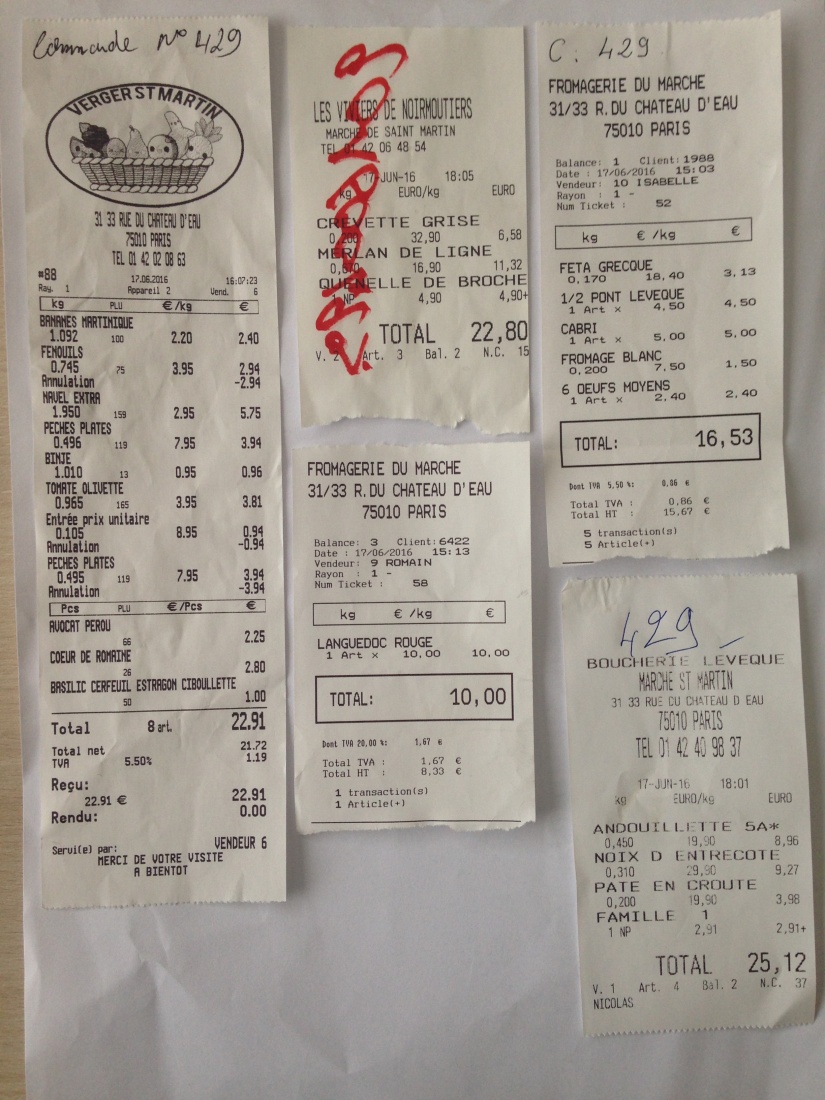 Commande N° 429
VERGER ST MARTIN
31 33 RUE DU CHATEAU D'EAU
75010 PARIS
TEL 01 42 02 08 63
#88 17.06.2016 16:07:23
Ray. 1 Appareil 2 Vend. 6
kg PLU €/kg €
BANANES MARTINIQUE
1.092 100 2.20 2.40
FENOUILS
0.745 75 3.95 2.94
Annulation -2.94
NAVEL EXTRA
1.950 159 2.95 5.75
PECHES PLATES
0.496 119 7.95 3.94
BINJE
1.010 13 0.95 0.96
TOMATE OLIVETTE
0.965 165 3.95 3.81
Entrée prix unitaire
0.105 8.95 0.94
Annulation -0.94
PECHES PLATES
0.495 119 7.95 3.94
Annulation -3.94
Pcs PLU €/Pcs €
AVOCAT PEROU
66 2.25
COEUR DE ROMAINE
26 2.80
BASILIC CERFEUIL ESTRAGON CIBOULLETTE
50 1.00
Total 8 art. 22.91
Total net 21.72
TVA 5.50% 1.19
Reçu:
22.91 € 22.91
Rendu: 0.00
Servi(e) par: VENDEUR 6
MERCI DE VOTRE VISITE
A BIENTOT
LES VIVIERS DE NOIRMOUTIERS
MARCHE DE SAINT MARTIN
TEL 01 42 06 48 54
17-JUN-16 18:05
kg EURO/kg EURO
CREVETTE GRISE
0,200 32,90 6,58
MERLAN DE LIGNE
0,670 16,90 11,32
QUENELLE DE BROCHE
1 NP 4,90 4,90+
TOTAL 22,80
V. 2 Art. 3 Bal. 2 N.C. 15
FROMAGERIE DU MARCHE
31/33 R.DU CHATEAU D'EAU
75010 PARIS
Balance: 3 Client: 6422
Date : 17/06/2016 15:13
Vendeur: 9 ROMAIN
Rayon : 1 -
Num Ticket : 58
kg € /kg €
LANGUEDOC ROUGE
1 Art x 10,00 10,00
TOTAL: 10,00
Dont TVA 20,00 %: 1,67 €
Total TVA : 1,67 €
Total HT : 8,33 €
1 transaction(s)
1 Article(+)
C : 429
FROMAGERIE DU MARCHE
31/33 R.DU CHATEAU D'EAU
75010 PARIS
Balance: 1 Client: 1988
Date : 17/06/2016 15:03
Vendeur: 10 ISABELLE
Rayon : 1 -
Num Ticket : 52
kg € /kg €
FETA GRECQUE
0,170 18,40 3,13
1/2 PONT LEVEQUE
1 Art x 4,50 4,50
CABRI
1 Art x 5,00 5,00
FROMAGE BLANC
0,200 7,50 1,50
6 OEUFS MOYENS
1 Art x 2,40 2,40
TOTAL: 16,53
Dont TVA 5,50 %: 0,86 €
Total TVA : 0,86 €
Total HT : 15,67 €
5 transaction(s)
5 Article(+)
429
BOUCHERIE LEVEQUE
MARCHE ST MARTIN
31 33 RUE DU CHATEAU D EAU
75010 PARIS
TEL 01 42 40 98 37
17-JUN-16 18:01
kg EURO/kg EURO
ANDOUILLETTE 5A*
0,450 19,90 8,96
NOIX D ENTRECOTE
0,310 29,90 9,27
PATE EN CROUTE
0,200 19,90 3,98
FAMILLE 1
1 NP 2,91 2,91+
TOTAL 25,12
V. 1 Art. 4 Bal. 2 N.C. 37
NICOLAS